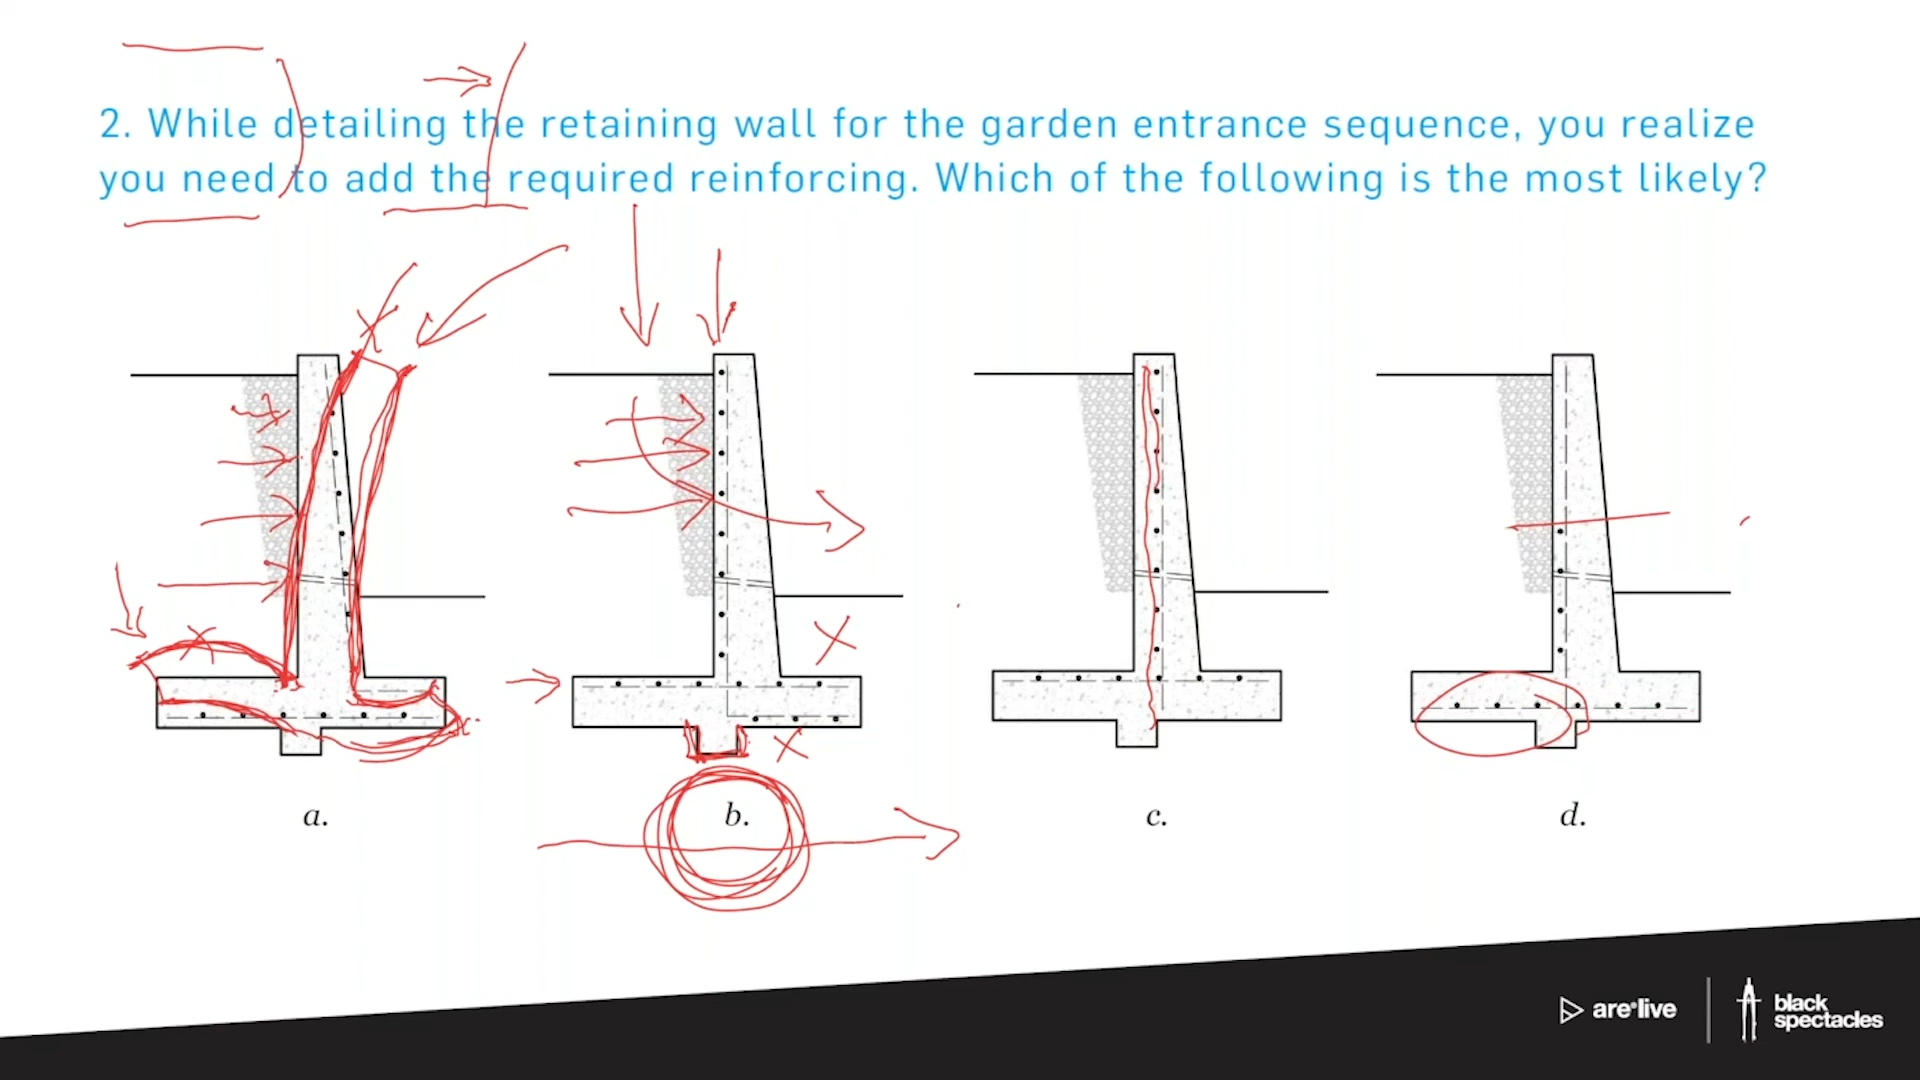 2. While detailing the retaining wall for the garden entrance sequence, you realize
you need to add the required reinforcing. Which of the following is the most likely?
a.
b.
c.
d.
are live
black
spectacles